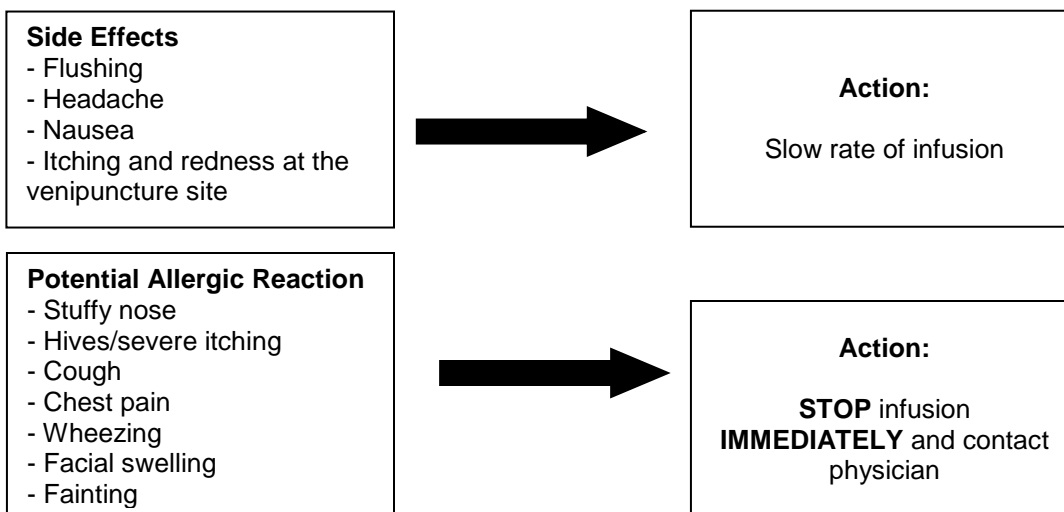 Side Effects
- Flushing
- Headache
- Nausea
- Itching and redness at the
venipuncture site
Action:
Slow rate of infusion
Potential Allergic Reaction
- Stuffy nose
- Hives/severe itching
- Cough
- Chest pain
- Wheezing
- Facial swelling
- Fainting
Action:
STOP infusion
IMMEDIATELY and contact
physician